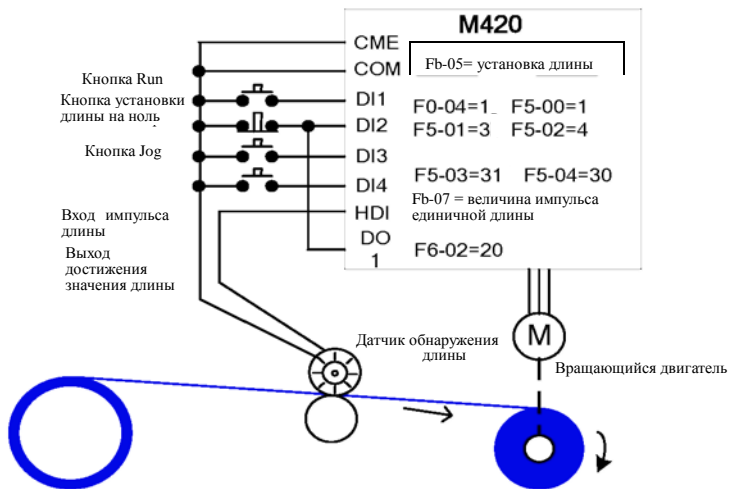 M420
CME
Fb-05= установка длины
COM
Кнопка Run
Кнопка установки
длины на ноль
DI1
F0-04=1 F5-00=1
DI2
F5-01=3 F5-02=4
Кнопка Jog
DI3
F5-03=31 F5-04=30
DI4
Fb-07 = величина импульса
единичной длины
Вход импульса
длины
HDI
Выход
достижения
значения длины
DO
1
F6-02=20
M
Датчик обнаружения
длины
Вращающийся двигатель